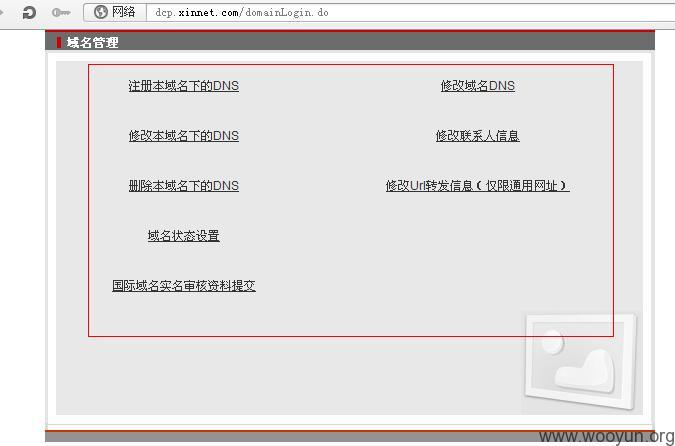 网络 dcp.xinnet.com/domainLogin.do
域名管理
注册本域名下的DNS 修改域名DNS
修改本域名下的DNS 修改联系人信息
删除本域名下的DNS 修改Url转发信息（仅限通用网址）
域名状态设置
国际域名实名审核资料提交
www.wooyun.org